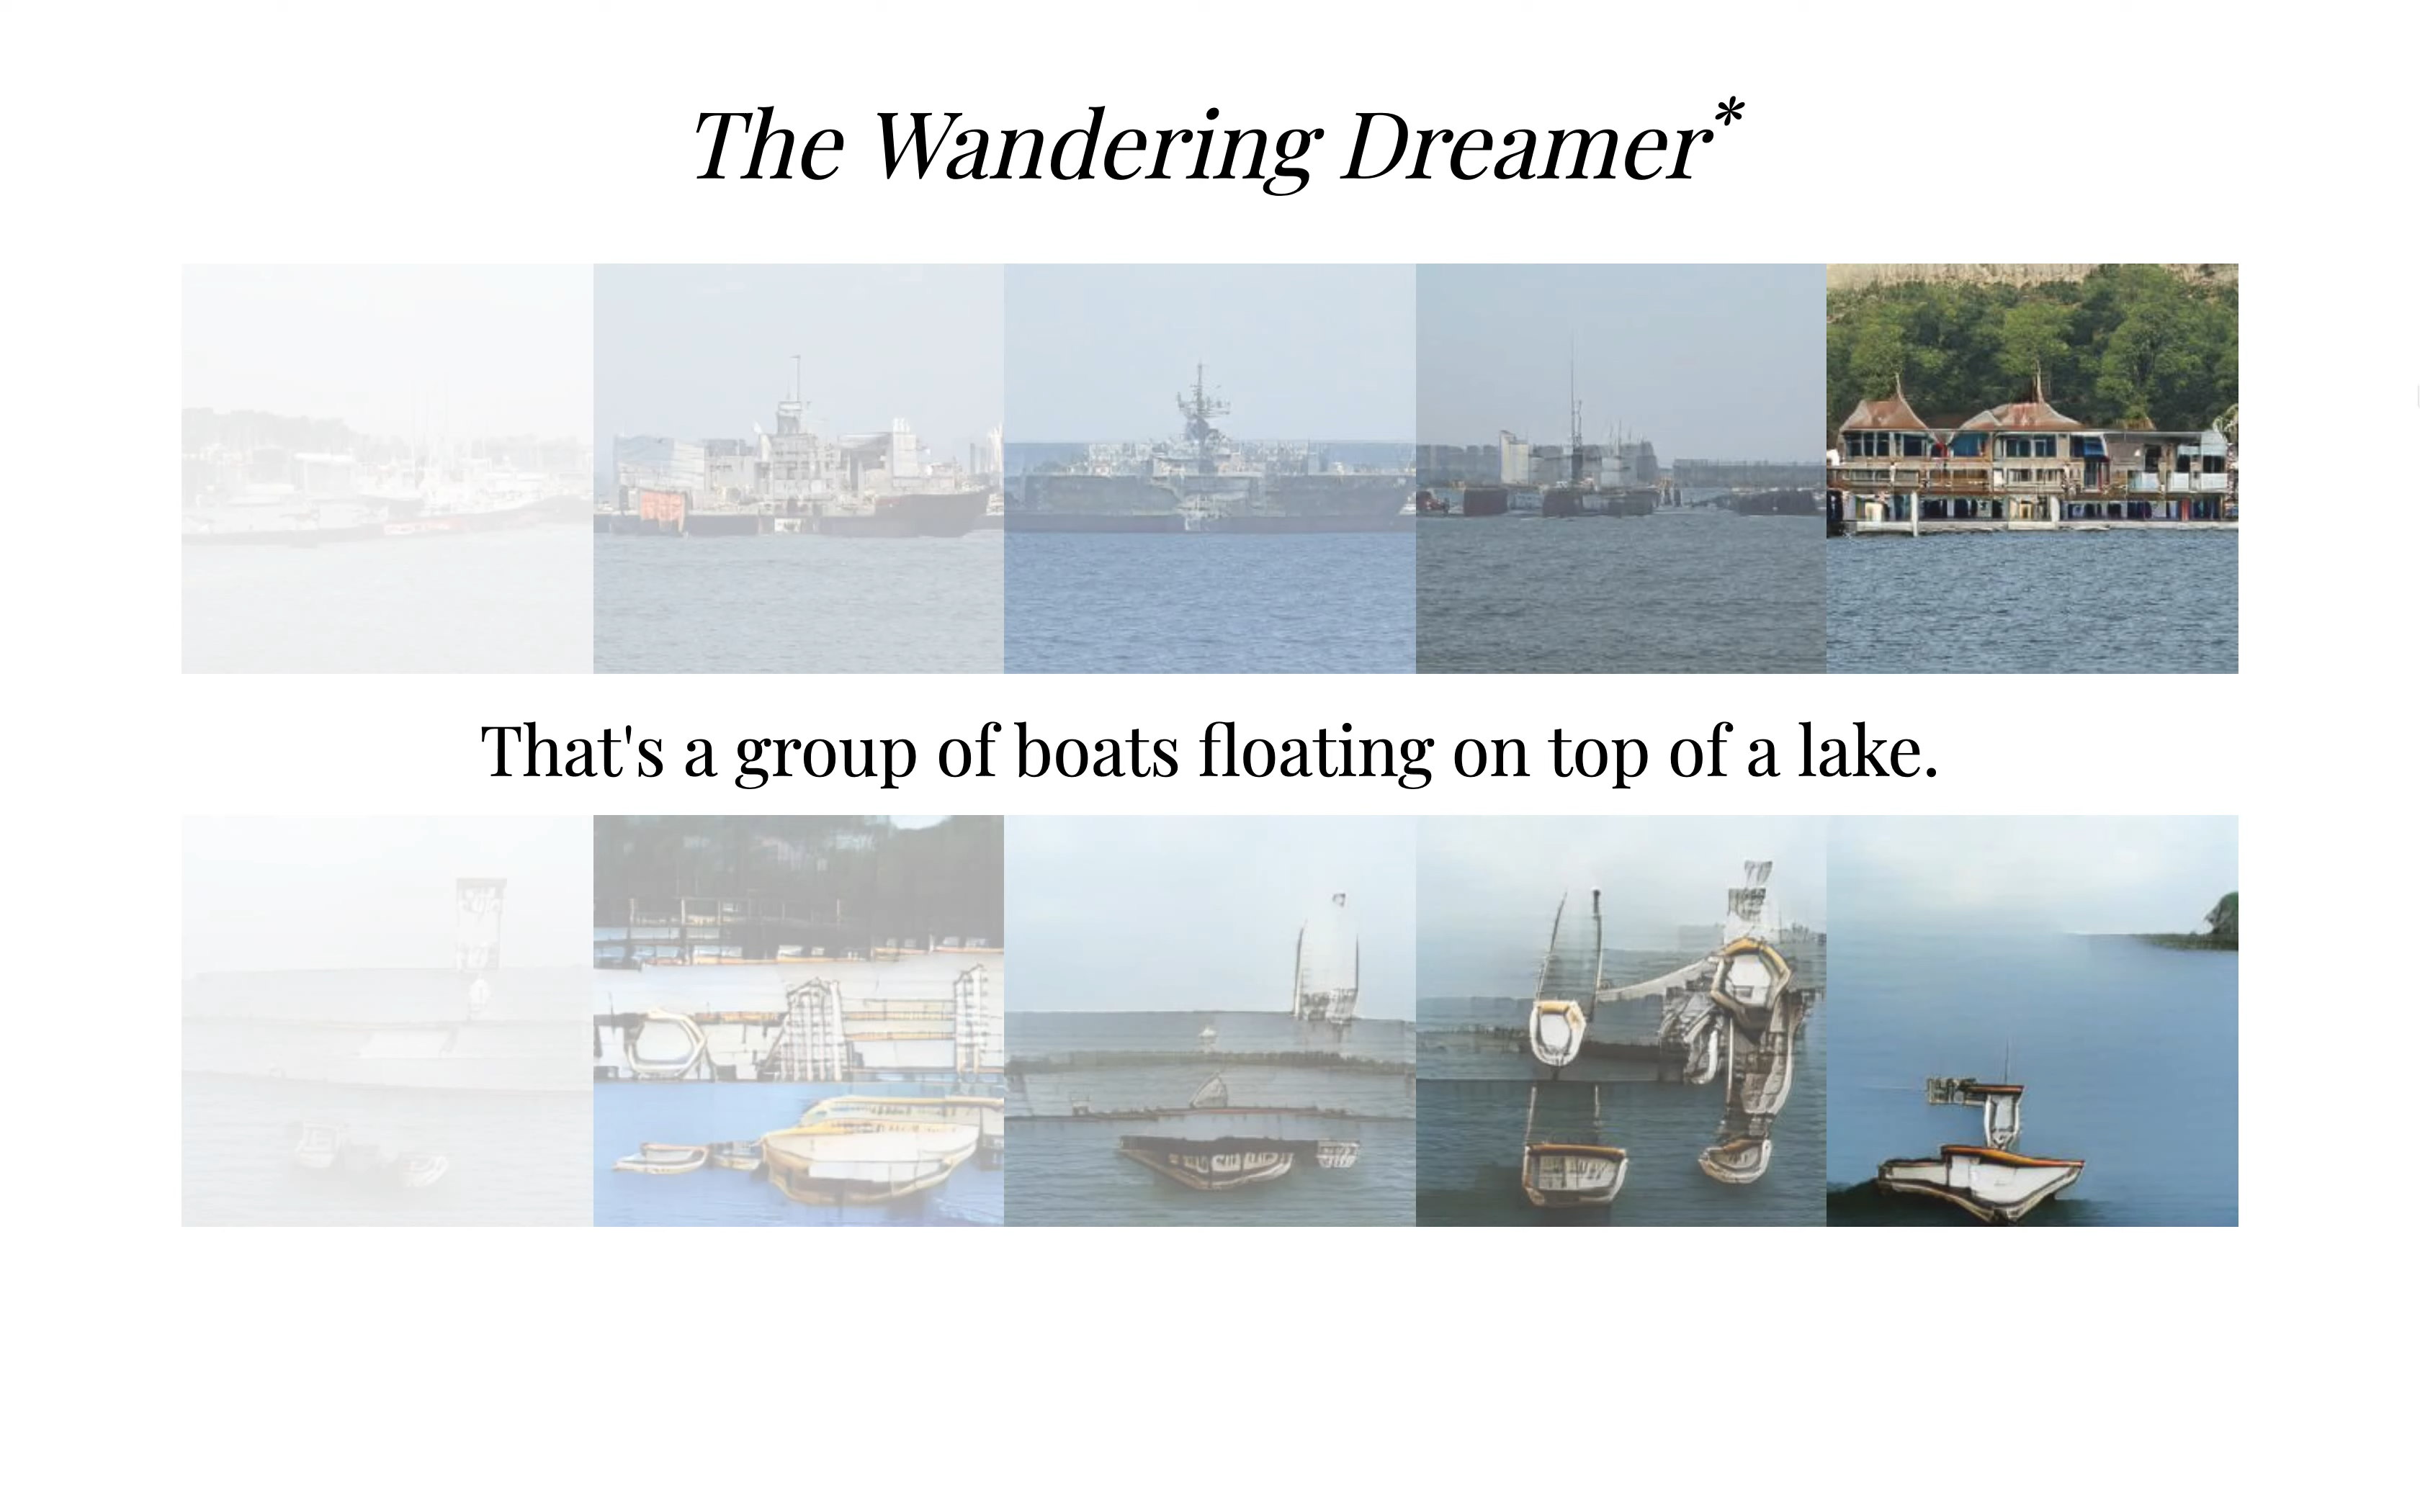 The Wandering Dreamer*
That's a group of boats floating on top of a lake.